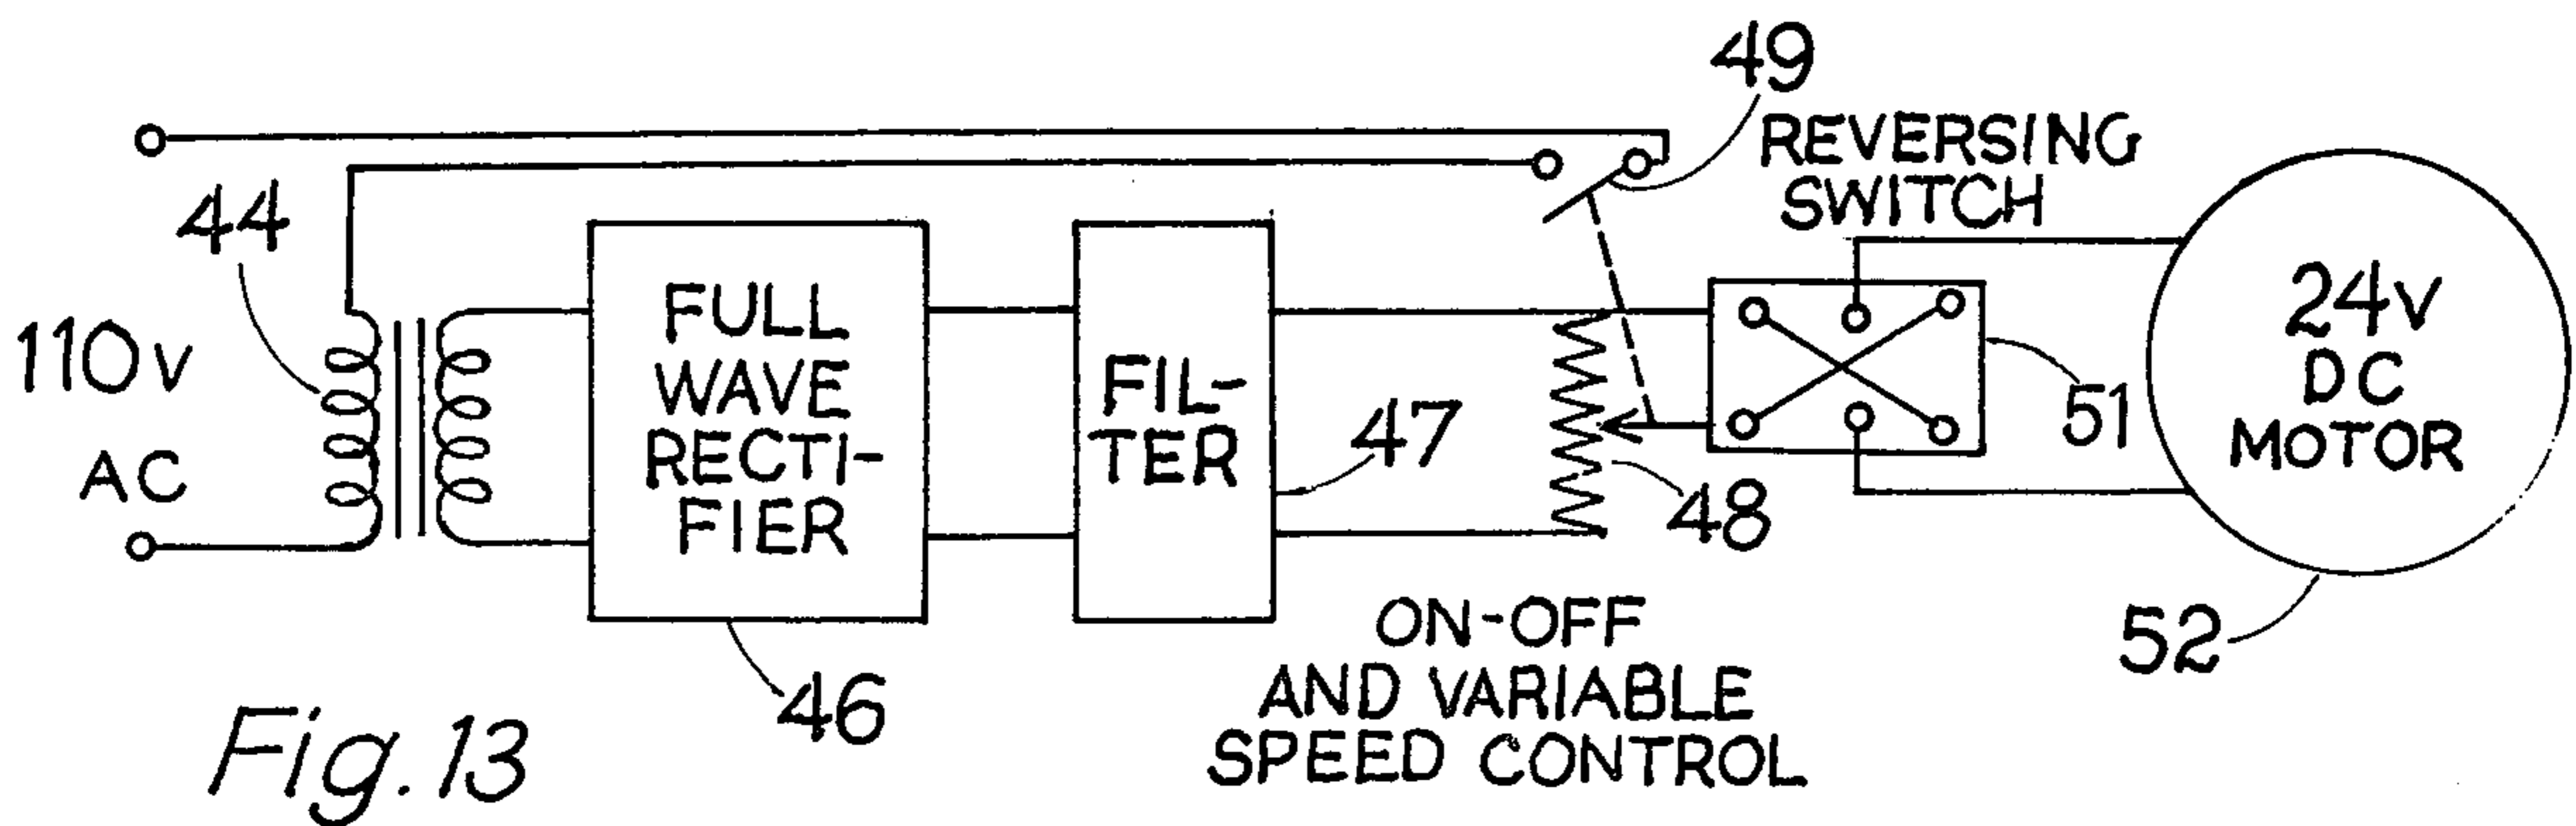 49
REVERSING
SWITCH
44
110v
AC
FULL
WAVE
RECTI-
FIER
46
FIL-
TER
47
48
51
24v
DC
MOTOR
52
ON-OFF
AND VARIABLE
SPEED CONTROL
Fig. 13